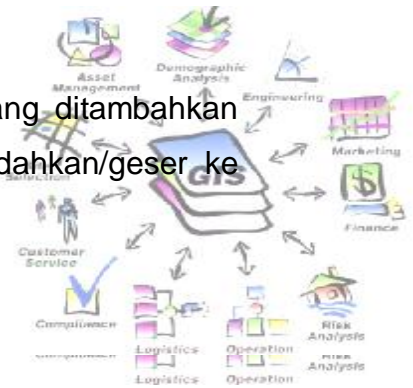 Asset Management
Demographic Analysis
Engineering
ang ditambahkan
Marketing
dahkan/geser ke
Selection
GIS
Finance
Customer Service
Compliance
Logistics
Operation
Risk Analysis
Logistics
Operation
Analysis